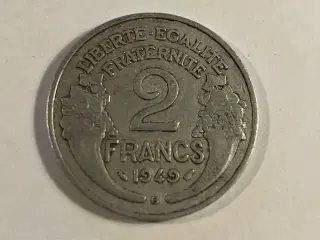 LIBERTE·EGALITE
FRATERNITE
2
FRANCS
1949
B